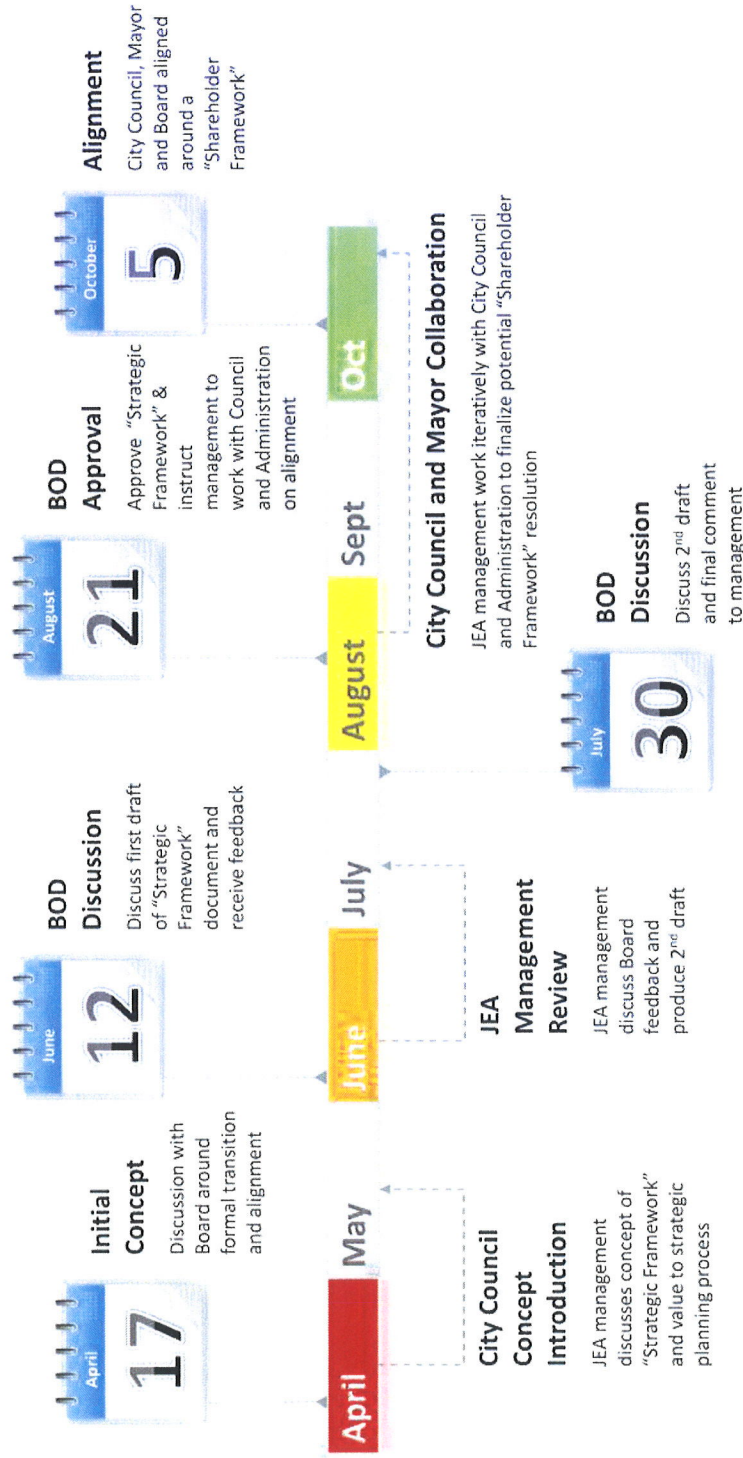 April
17
Initial
Concept
Discussion with
Board around
formal transition
and alignment
June
12
BOD
Discussion
Discuss first draft
of "Strategic
Framework"
document and
receive feedback
August
21
BOD
Approval
Approve "Strategic
Framework" &
instruct
management to
work with Council
and Administration
on alignment
October
5
Alignment
City Council, Mayor
and Board aligned
around a
"Shareholder
Framework"
April
May
June
July
August
Sept
Oct
City Council
Concept
Introduction
JEA management
discusses concept of
"Strategic Framework"
and value to strategic
planning process
JEA
Management
Review
JEA management
discuss Board
feedback and
produce 2nd draft
July
30
BOD
Discussion
Discuss 2nd draft
and final comment
to management
City Council and Mayor Collaboration
JEA management work iteratively with City Council
and Administration to finalize potential "Shareholder
Framework" resolution